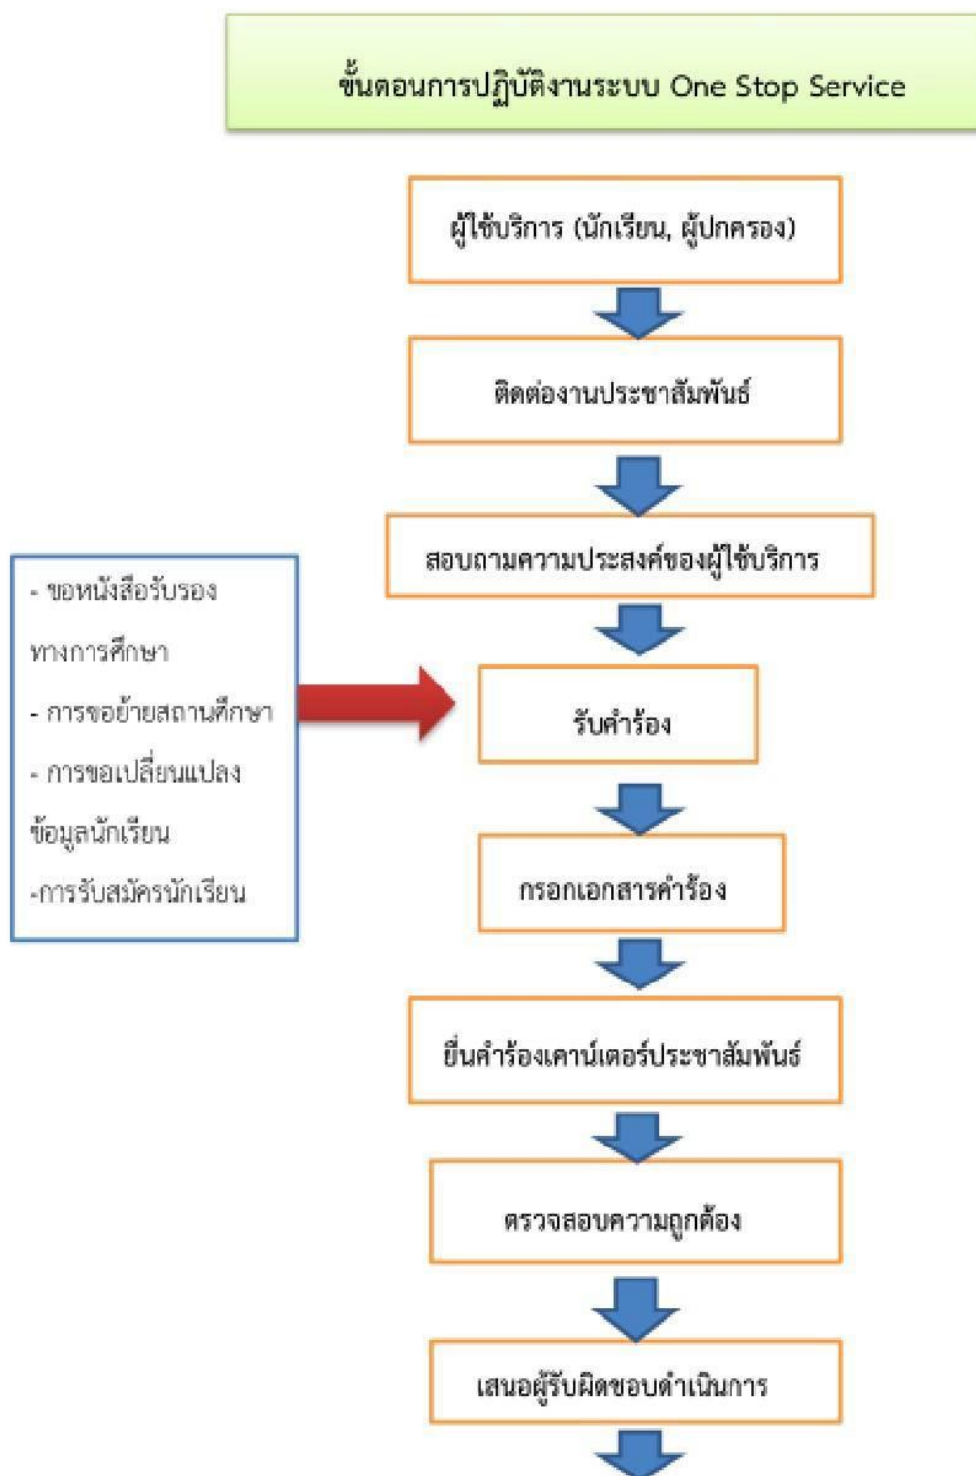 ขั้นตอนการปฏิบัติงานระบบ One Stop Service
ผู้ใช้บริการ (นักเรียน, ผู้ปกครอง)
ติดต่องานประชาสัมพันธ์
สอบถามความประสงค์ของผู้ใช้บริการ
- ขอหนังสือรับรอง
ทางการศึกษา
- การขอย้ายสถานศึกษา
- การขอเปลี่ยนแปลง
ข้อมูลนักเรียน
-การรับสมัครนักเรียน
รับคำร้อง
กรอกเอกสารคำร้อง
ยื่นคำร้องเคาน์เตอร์ประชาสัมพันธ์
ตรวจสอบความถูกต้อง
เสนอผู้รับผิดชอบดำเนินการ